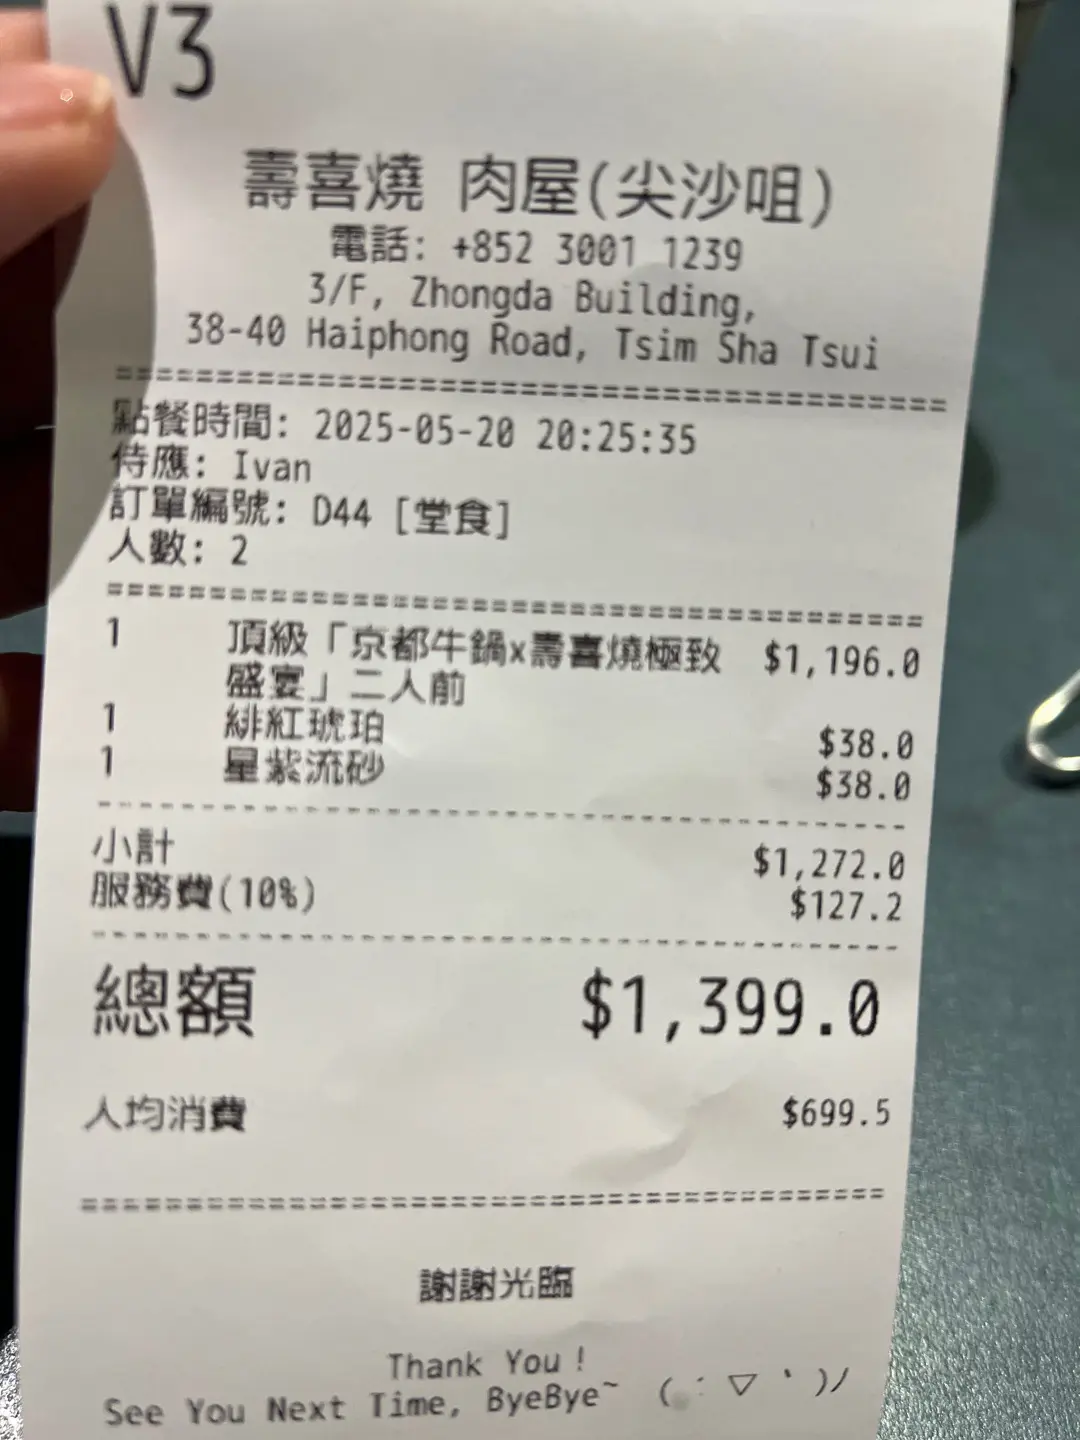 V3
壽喜燒 肉屋(尖沙咀)
電話: +852 3001 1239
3/F, Zhongda Building,
38-40 Haiphong Road, Tsim Sha Tsui
點餐時間: 2025-05-20 20:25:35
侍應: Ivan
訂單編號: D44 [堂食]
人數: 2
1 頂級「京都牛鍋x壽喜燒極致 $1,196.0
盛宴」二人前
1 緋紅琥珀 $38.0
1 星紫流砂 $38.0
小計 $1,272.0
服務費(10%) $127.2
總額 $1,399.0
人均消費 $699.5
謝謝光臨
Thank You!
See You Next Time, ByeBye~ (´▽`)/